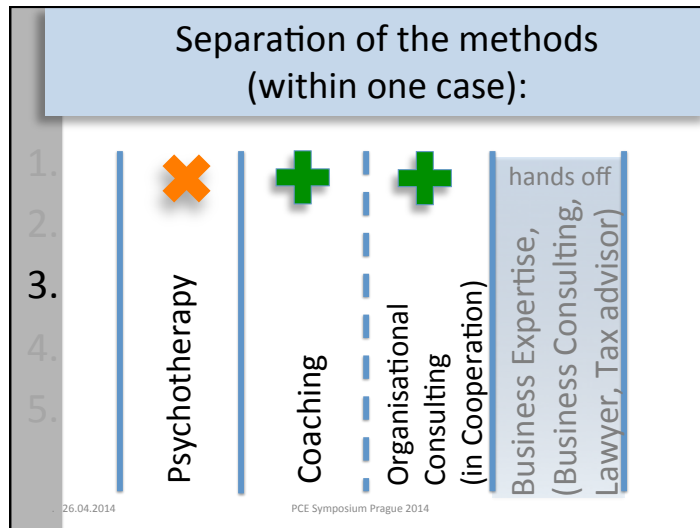 Separation of the methods
(within one case):
1.
2.
3.
4.
5.
Psychotherapy
Coaching
Organisational
Consulting
(in Cooperation)
hands off
Business Expertise,
(Business Consulting,
Lawyer, Tax advisor)
26.04.2014
PCE Symposium Prague 2014